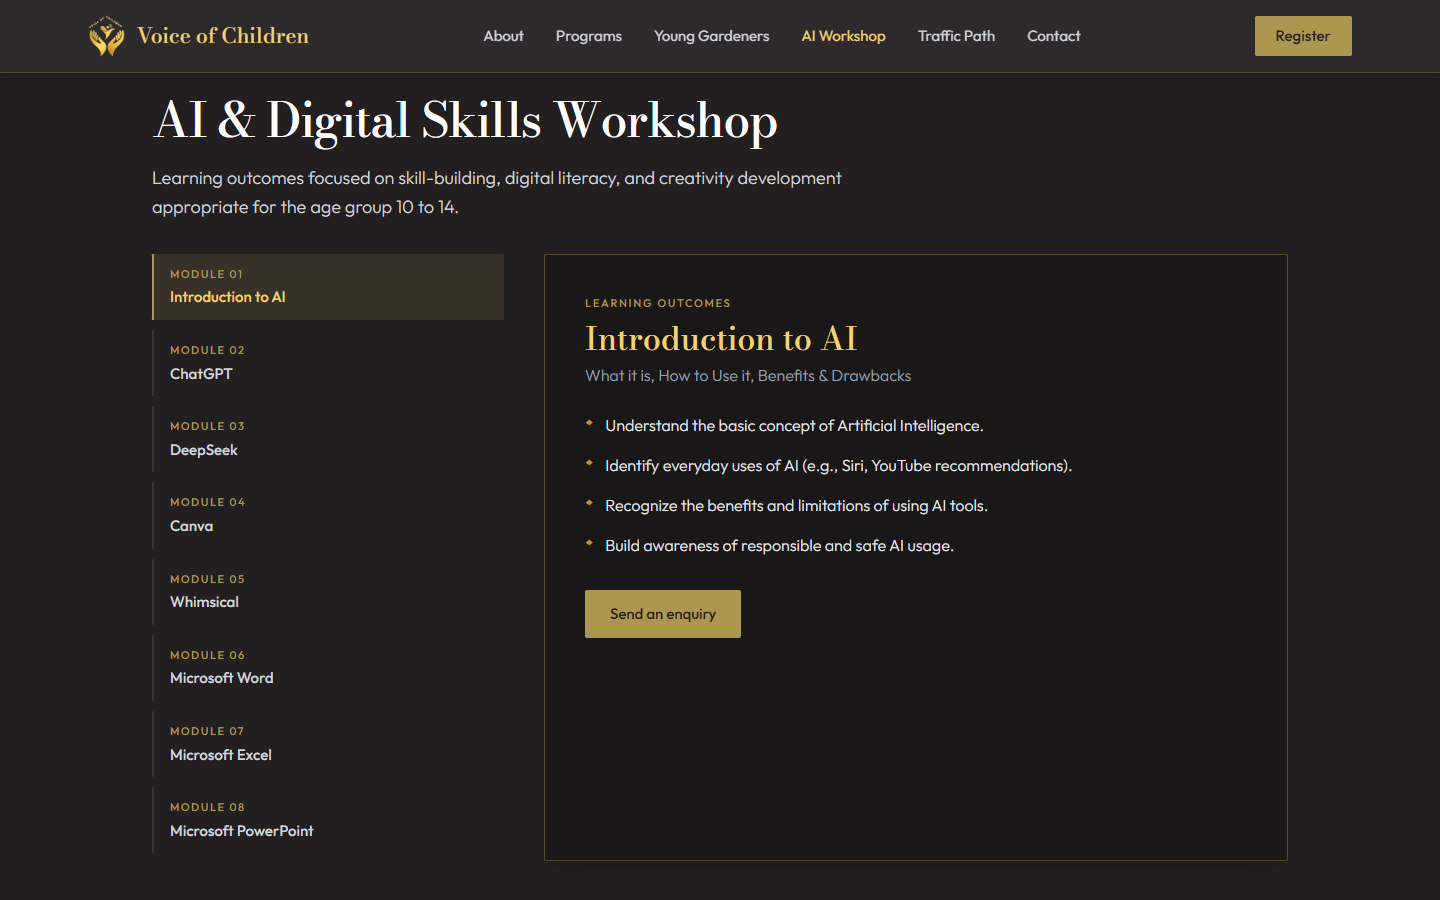 Voice of Children
About
Programs
Young Gardeners
AI Workshop
Traffic Path
Contact
Register
AI & Digital Skills Workshop
Learning outcomes focused on skill-building, digital literacy, and creativity development
appropriate for the age group 10 to 14.
MODULE 01
Introduction to AI
MODULE 02
ChatGPT
MODULE 03
DeepSeek
MODULE 04
Canva
MODULE 05
Whimsical
MODULE 06
Microsoft Word
MODULE 07
Microsoft Excel
MODULE 08
Microsoft PowerPoint
LEARNING OUTCOMES
Introduction to AI
What it is, How to Use it, Benefits & Drawbacks
Understand the basic concept of Artificial Intelligence.
Identify everyday uses of AI (e.g., Siri, YouTube recommendations).
Recognize the benefits and limitations of using AI tools.
Build awareness of responsible and safe AI usage.
Send an enquiry